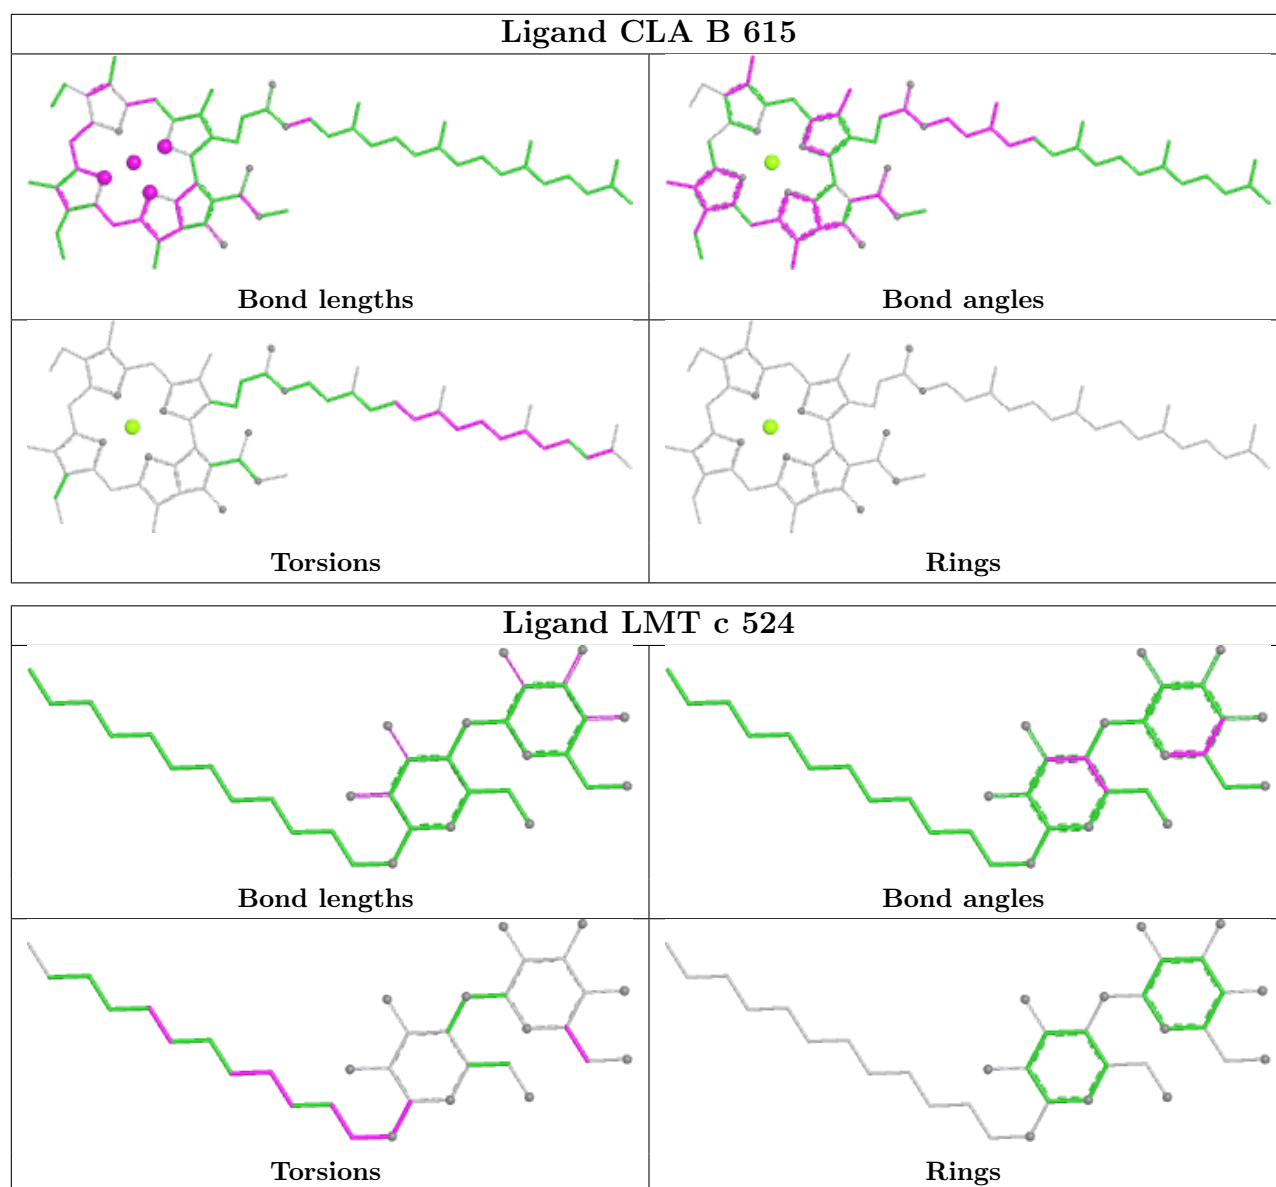 Ligand CLA B 615
Bond lengths
Bond angles
Torsions
Rings
Ligand LMT c 524
Bond lengths
Bond angles
Torsions
Rings